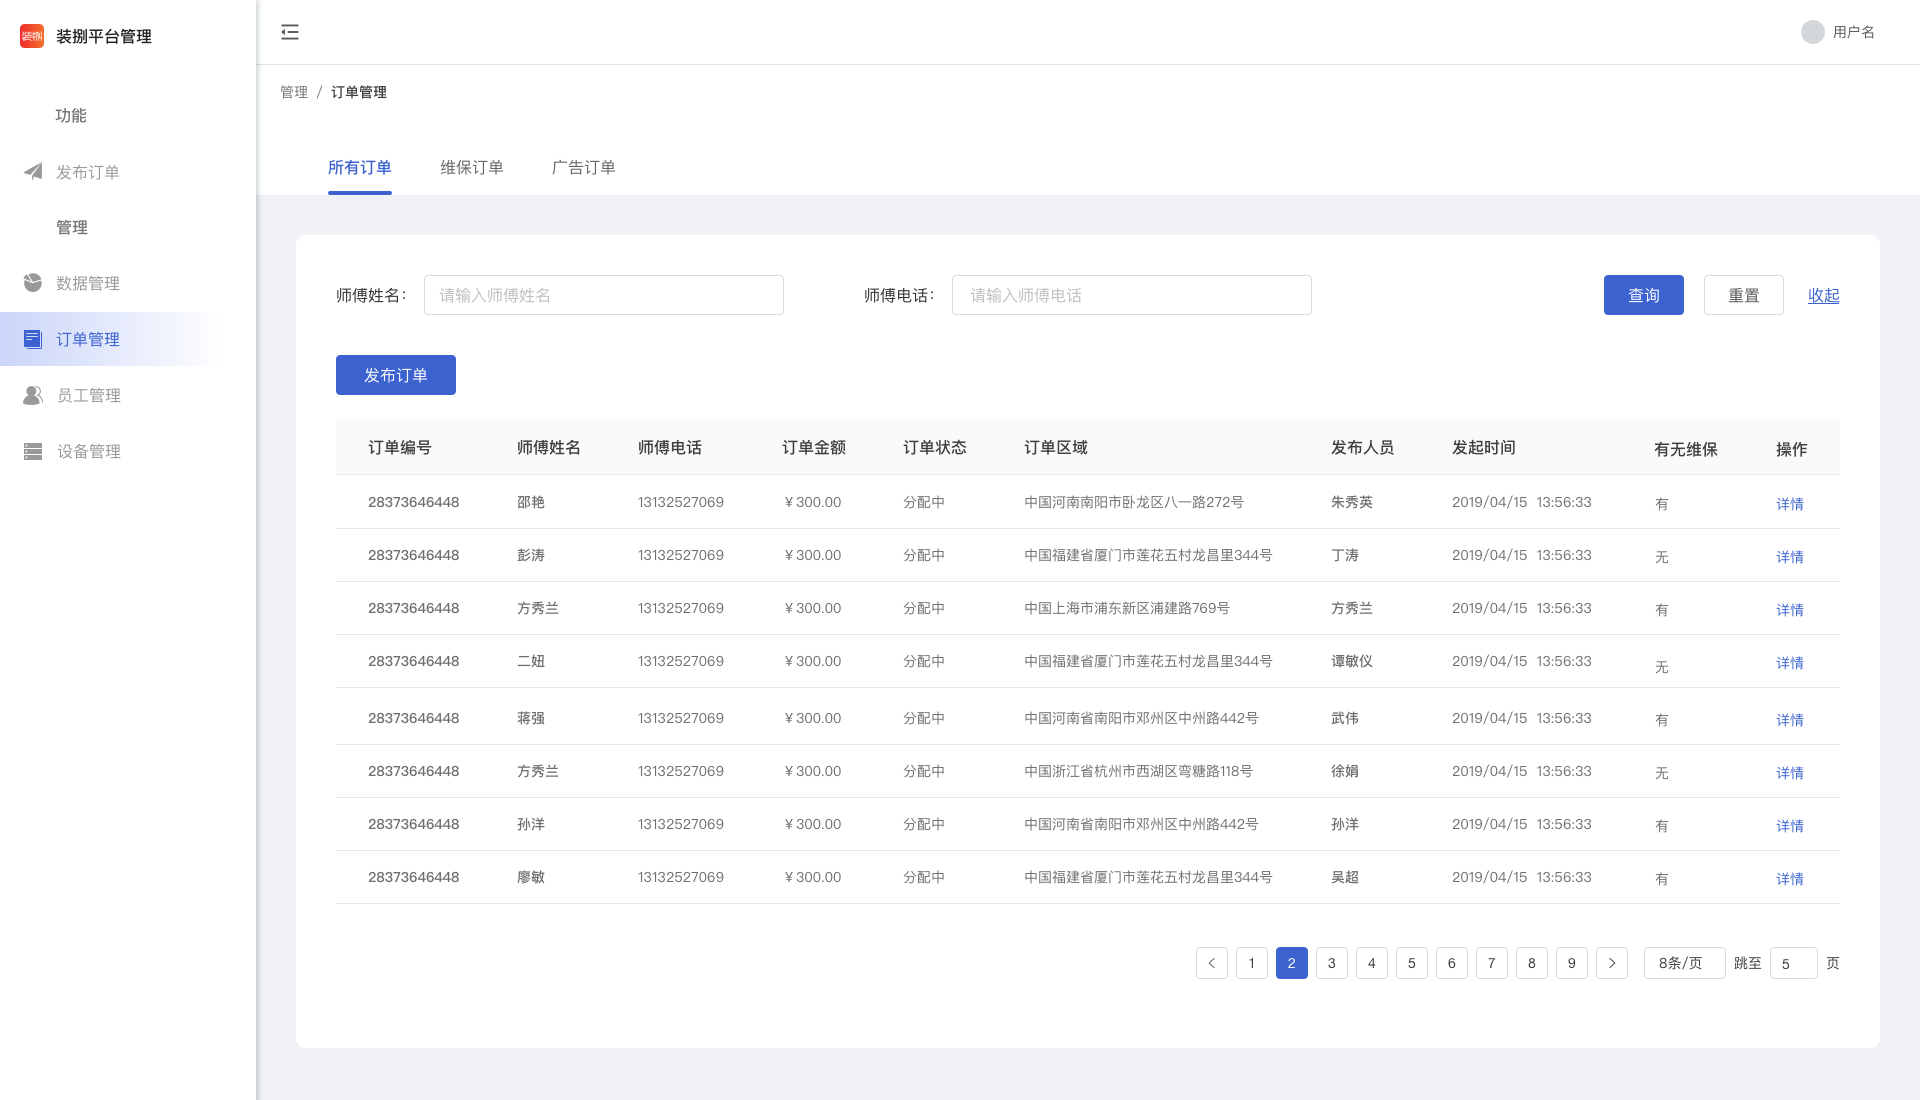 装捌 装捌平台管理
用户名
管理 / 订单管理
功能
发布订单
管理
数据管理
订单管理
员工管理
设备管理
所有订单 维保订单 广告订单
师傅姓名： 请输入师傅姓名 师傅电话： 请输入师傅电话 查询 重置 收起
发布订单
订单编号 师傅姓名 师傅电话 订单金额 订单状态 订单区域 发布人员 发起时间 有无维保 操作
28373646448 邵艳 13132527069 ￥300.00 分配中 中国河南南阳市卧龙区八一路272号 朱秀英 2019/04/15 13:56:33 有 详情
28373646448 彭涛 13132527069 ￥300.00 分配中 中国福建省厦门市莲花五村龙昌里344号 丁涛 2019/04/15 13:56:33 无 详情
28373646448 方秀兰 13132527069 ￥300.00 分配中 中国上海市浦东新区浦建路769号 方秀兰 2019/04/15 13:56:33 有 详情
28373646448 二妞 13132527069 ￥300.00 分配中 中国福建省厦门市莲花五村龙昌里344号 谭敏仪 2019/04/15 13:56:33 无 详情
28373646448 蒋强 13132527069 ￥300.00 分配中 中国河南省南阳市邓州区中州路442号 武伟 2019/04/15 13:56:33 有 详情
28373646448 方秀兰 13132527069 ￥300.00 分配中 中国浙江省杭州市西湖区弯糖路118号 徐娟 2019/04/15 13:56:33 无 详情
28373646448 孙洋 13132527069 ￥300.00 分配中 中国河南省南阳市邓州区中州路442号 孙洋 2019/04/15 13:56:33 有 详情
28373646448 廖敏 13132527069 ￥300.00 分配中 中国福建省厦门市莲花五村龙昌里344号 吴超 2019/04/15 13:56:33 有 详情
< 1 2 3 4 5 6 7 8 9 > 8条/页 跳至 5 页